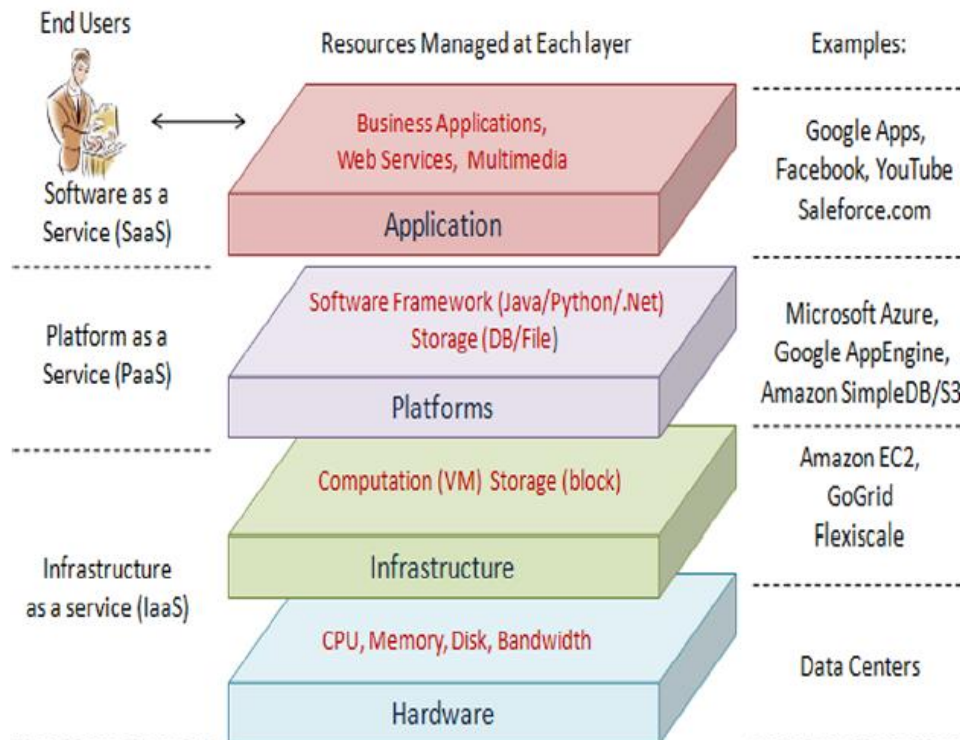 End Users
Resources Managed at Each layer
Examples:
Business Applications,
Web Services, Multimedia
Application
Software as a
Service (SaaS)
Google Apps,
Facebook, YouTube
Saleforce.com
Software Framework (Java/Python/.Net)
Storage (DB/File)
Platforms
Platform as a
Service (PaaS)
Microsoft Azure,
Google AppEngine,
Amazon SimpleDB/S3
Computation (VM) Storage (block)
Infrastructure
Amazon EC2,
GoGrid
Flexiscale
Infrastructure
as a service (IaaS)
CPU, Memory, Disk, Bandwidth
Hardware
Data Centers